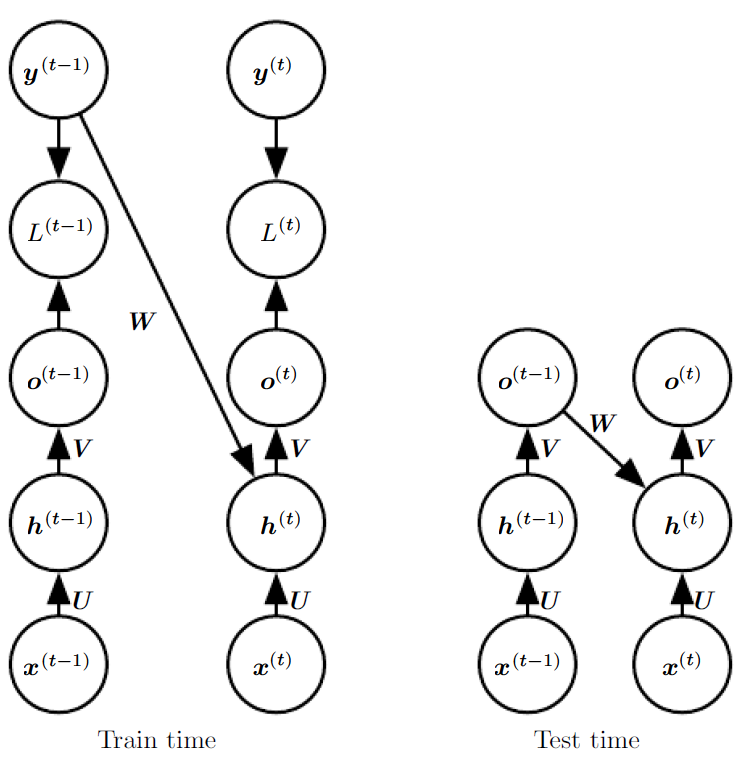 y^(t−1) y^(t)
L^(t−1) L^(t)
W
o^(t−1) o^(t) o^(t−1) o^(t)
W
V V V V
h^(t−1) h^(t) h^(t−1) h^(t)
U U U U
x^(t−1) x^(t) x^(t−1) x^(t)
Train time Test time